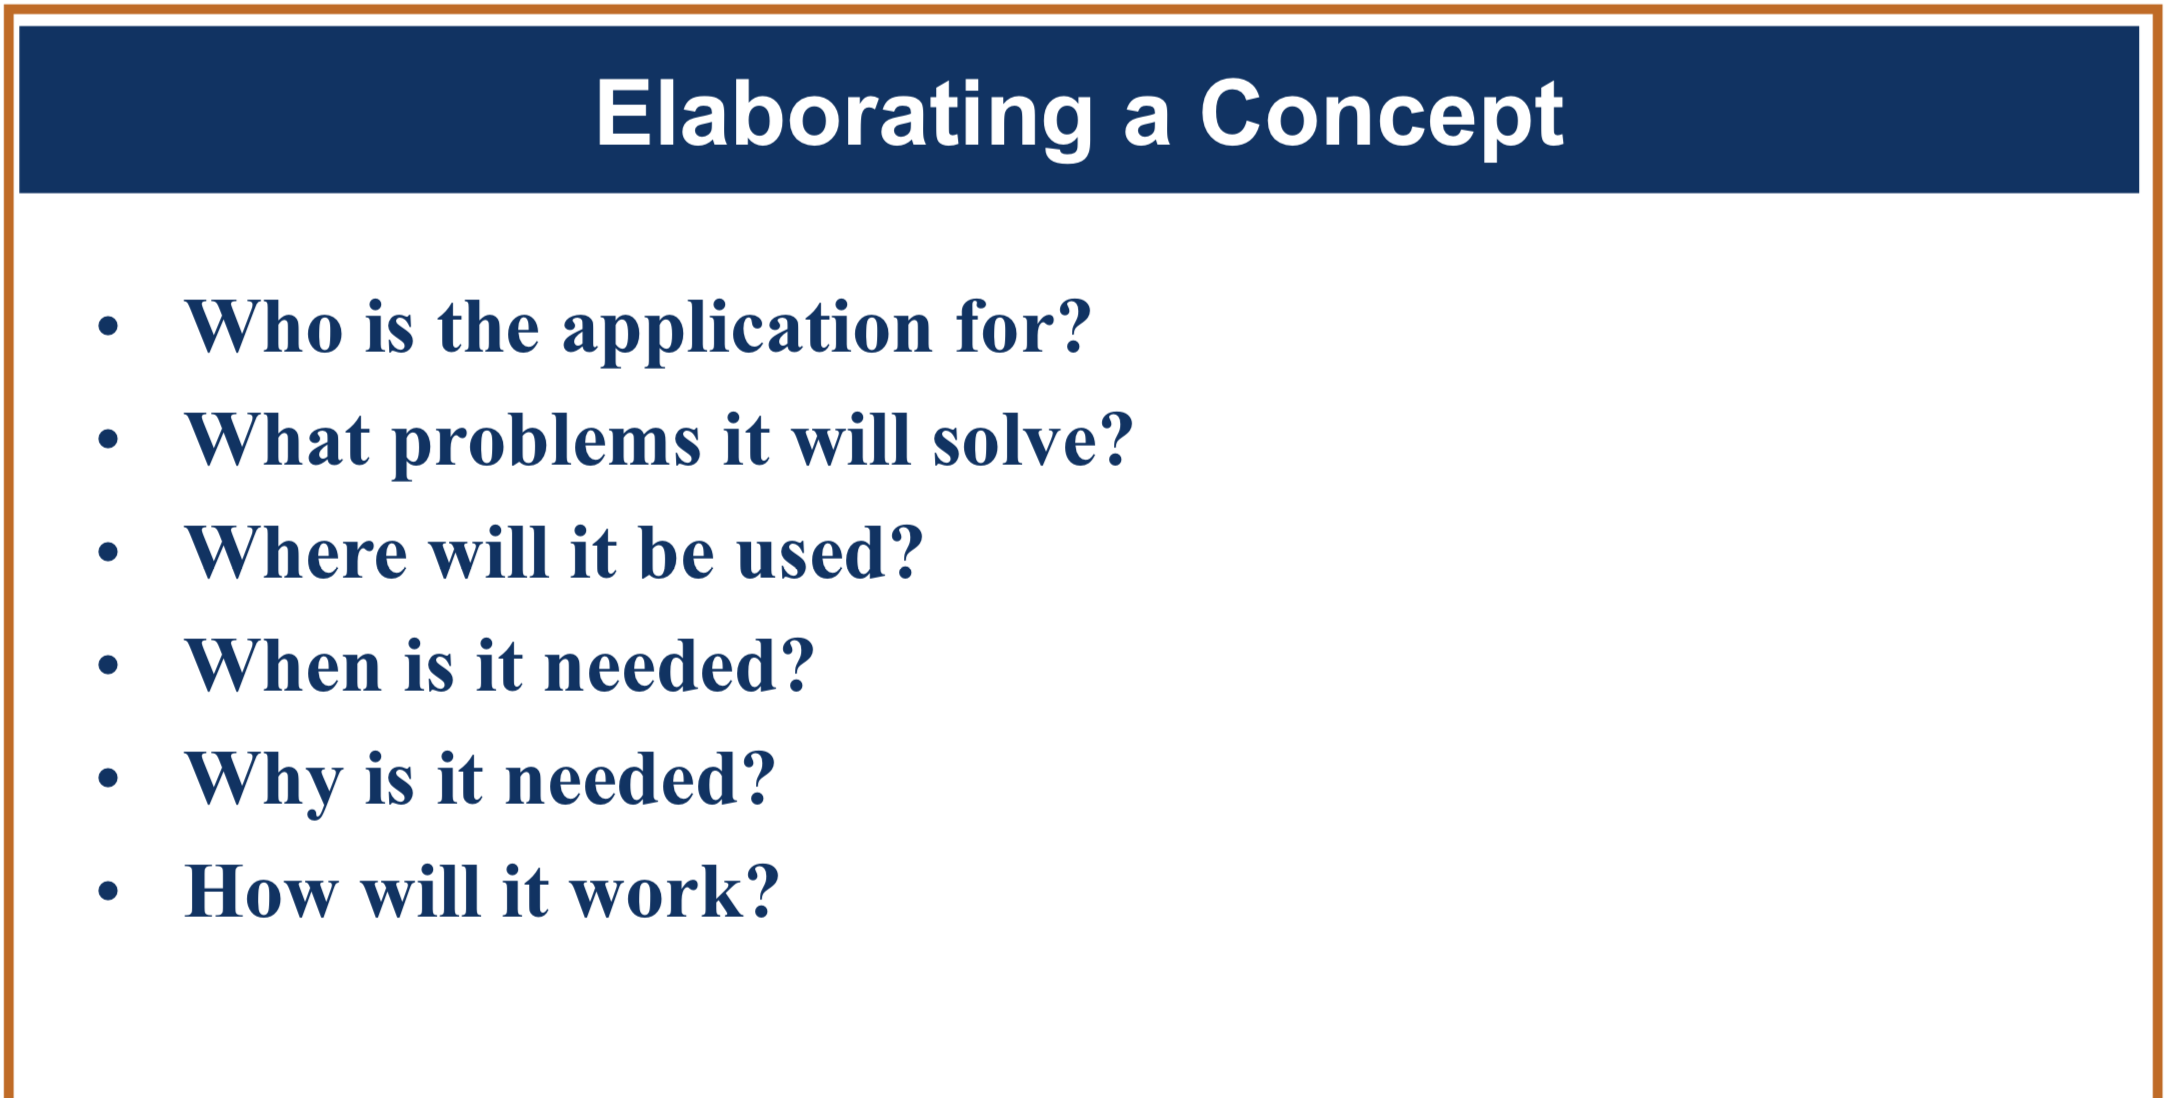 Elaborating a Concept
• Who is the application for?
• What problems it will solve?
• Where will it be used?
• When is it needed?
• Why is it needed?
• How will it work?